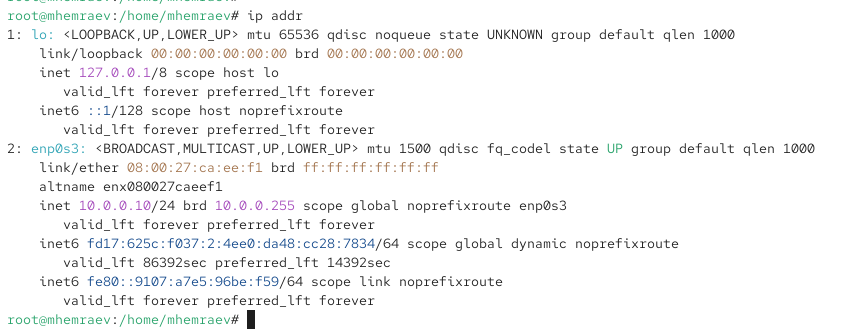 root@mhemraev:/home/mhemraev# ip addr
1: lo: <LOOPBACK,UP,LOWER_UP> mtu 65536 qdisc noqueue state UNKNOWN group default qlen 1000
    link/loopback 00:00:00:00:00:00 brd 00:00:00:00:00:00
    inet 127.0.0.1/8 scope host lo
       valid_lft forever preferred_lft forever
    inet6 ::1/128 scope host noprefixroute
       valid_lft forever preferred_lft forever
2: enp0s3: <BROADCAST,MULTICAST,UP,LOWER_UP> mtu 1500 qdisc fq_codel state UP group default qlen 1000
    link/ether 08:00:27:ca:ee:f1 brd ff:ff:ff:ff:ff:ff
    altname enx080027caeef1
    inet 10.0.0.10/24 brd 10.0.0.255 scope global noprefixroute enp0s3
       valid_lft forever preferred_lft forever
    inet6 fd17:625c:f037:2:4ee0:da48:cc28:7834/64 scope global dynamic noprefixroute
       valid_lft 86392sec preferred_lft 14392sec
    inet6 fe80::9107:a7e5:96be:f59/64 scope link noprefixroute
       valid_lft forever preferred_lft forever
root@mhemraev:/home/mhemraev#